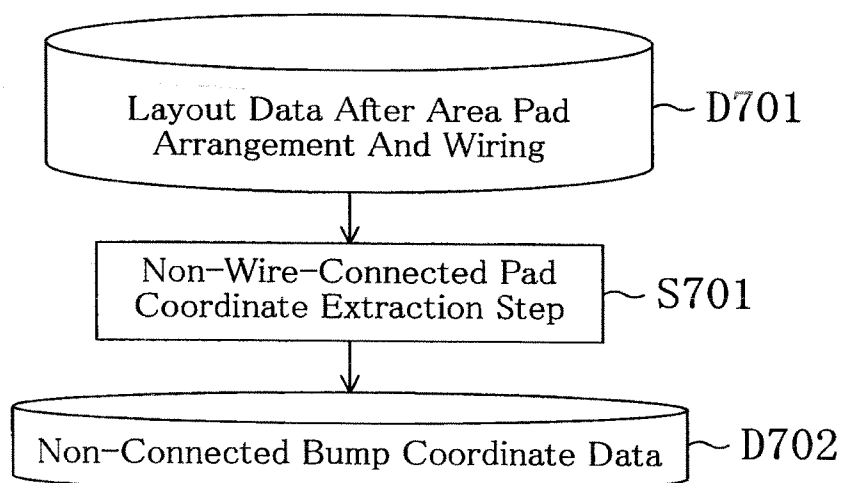 Layout Data After Area Pad
Arrangement And Wiring
D701
Non-Wire-Connected Pad
Coordinate Extraction Step
S701
Non-Connected Bump Coordinate Data
D702